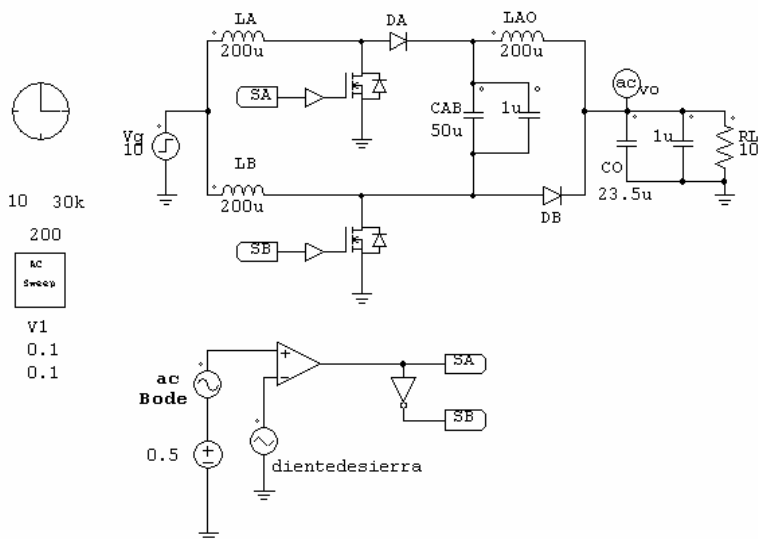 LA
200u
DA
LAO
200u
SA
CAB
50u
1u
ac
vo
Vg
10
LB
200u
DB
CO
23.5u
1u
RL
10
SB
10 30k
200
AC
Sweep
V1
0.1
0.1
ac
Bode
0.5
+
−
SA
SB
dientedesierra